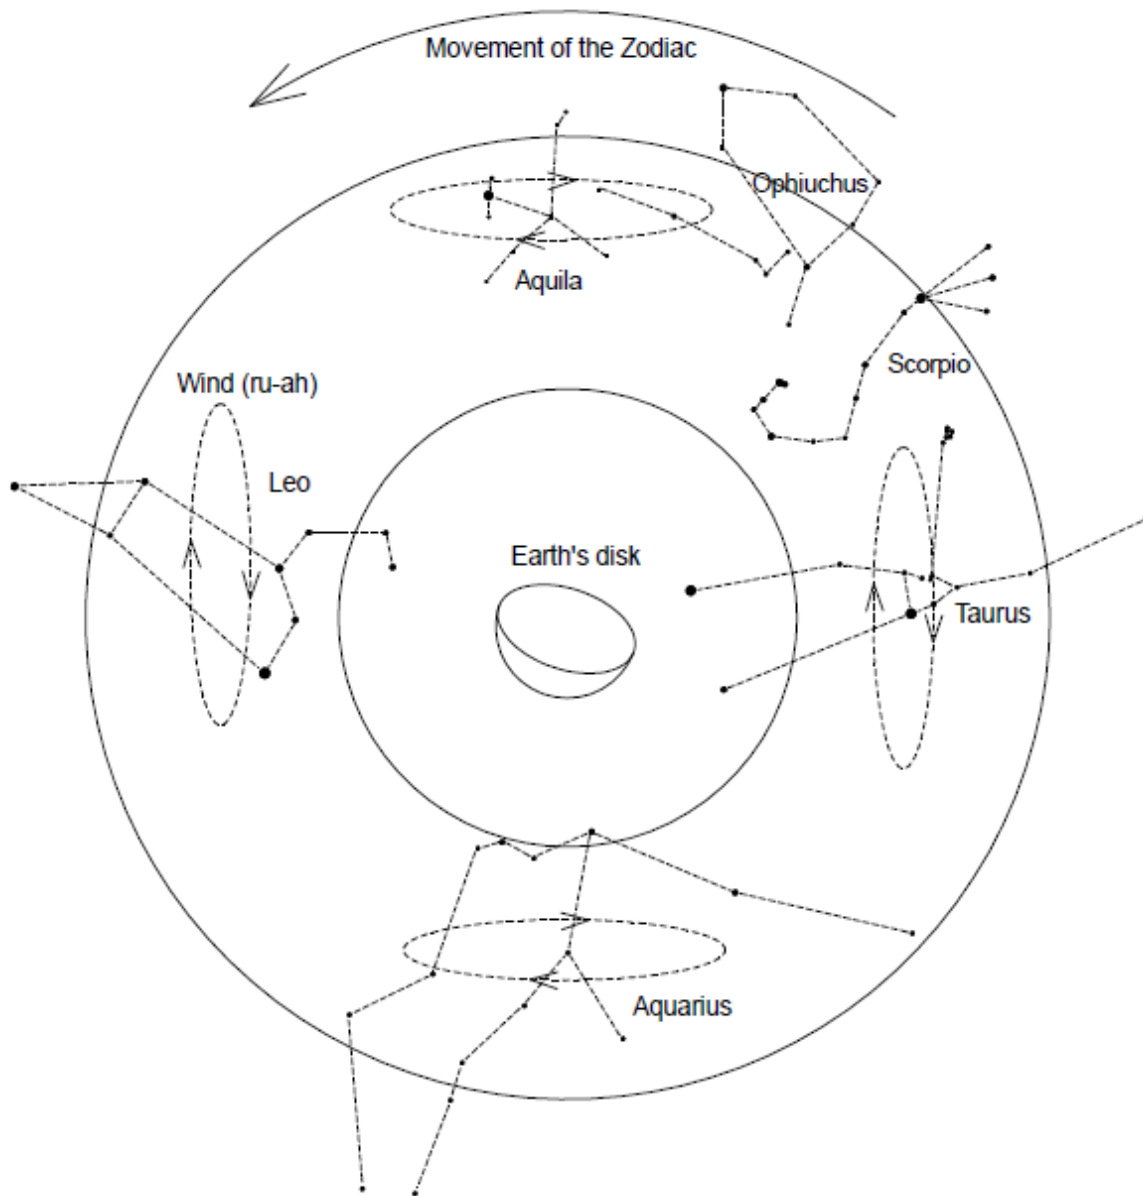 Movement of the Zodiac
Ophiuchus
Aquila
Scorpio
Wind (ru-ah)
Leo
Earth's disk
Taurus
Aquarius